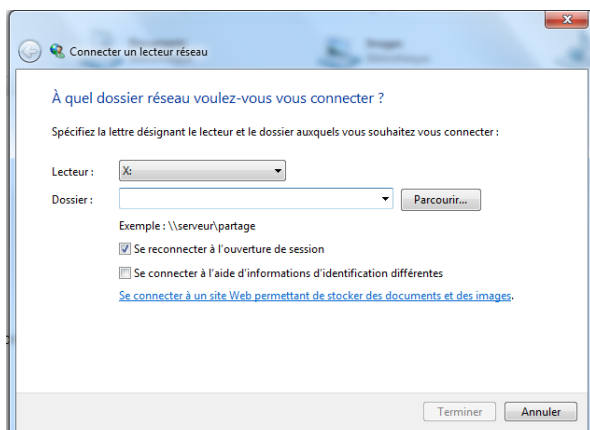 Connecter un lecteur réseau
À quel dossier réseau voulez-vous vous connecter ?
Spécifiez la lettre désignant le lecteur et le dossier auxquels vous souhaitez vous connecter :
Lecteur : X:
Dossier : Parcourir...
Exemple : \\serveur\partage
Se reconnecter à l'ouverture de session
Se connecter à l'aide d'informations d'identification différentes
Se connecter à un site Web permettant de stocker des documents et des images.
Terminer Annuler